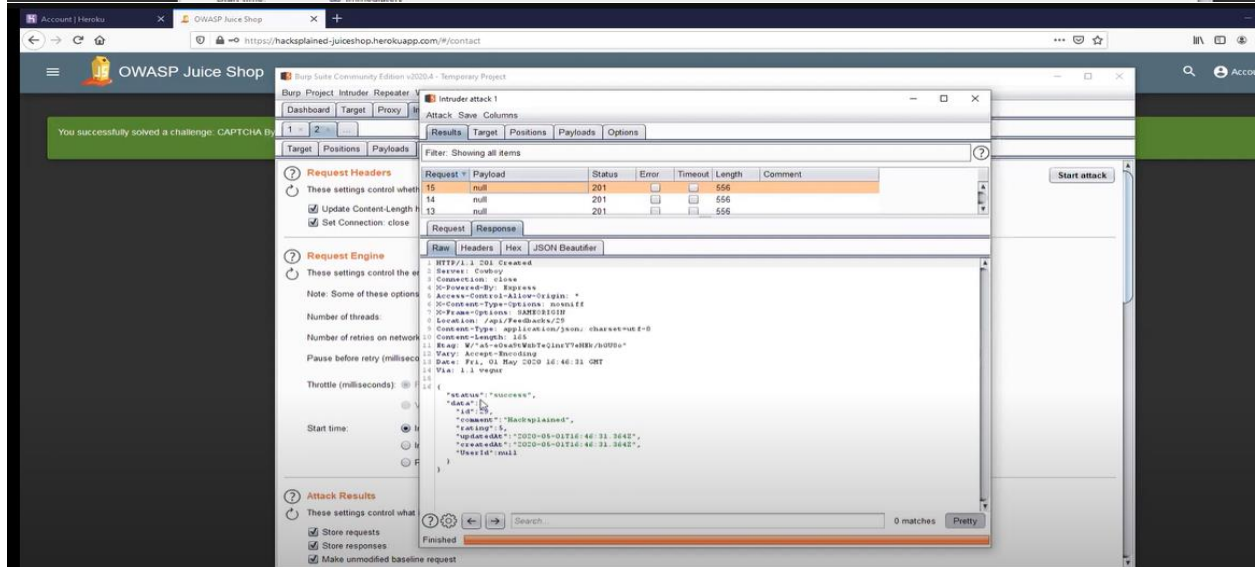 Account | Heroku
OWASP Juice Shop
https://hacksplained-juiceshop.herokuapp.com/#/contact
OWASP Juice Shop
Accou
You successfully solved a challenge: CAPTCHA By
Burp Suite Community Edition v2020.4 - Temporary Project
Burp Project Intruder Repeater
Dashboard Target Proxy
1 2 ...
Target Positions Payloads
Request Headers
These settings control wheth
Update Content-Length h
Set Connection: close
Request Engine
These settings control the en
Note: Some of these options
Number of threads:
Number of retries on network
Pause before retry (milliseco
Throttle (milliseconds):
Start time:
Attack Results
These settings control what
Store requests
Store responses
Make unmodified baseline request
Start attack
Intruder attack 1
Attack Save Columns
Results Target Positions Payloads Options
Filter: Showing all items
Request Payload Status Error Timeout Length Comment
15 null 201 556
14 null 201 556
13 null 201 556
Request Response
Raw Headers Hex JSON Beautifier
1 HTTP/1.1 201 Created
2 Server: Cowboy
3 Connection: close
4 X-Powered-By: Express
5 Access-Control-Allow-Origin: *
6 X-Content-Type-Options: nosniff
7 X-Frame-Options: SAMEORIGIN
8 Location: /api/Feedbacks/29
9 Content-Type: application/json; charset=utf-8
10 Content-Length: 165
11 Etag:
12 Vary: Accept-Encoding
13 Date: Fri, 01 May 2020 16:46:31 GMT
14 Via: 1.1 vegur
15
16 {
"status":"success",
"data":
"id":29,
"comment":"Hacksplained",
"rating":5,
"updatedAt":"2020-05-01T16:46:31.364Z",
"createdAt":"2020-05-01T16:46:31.364Z",
"UserId":null
}
}
Search...
0 matches
Pretty
Finished